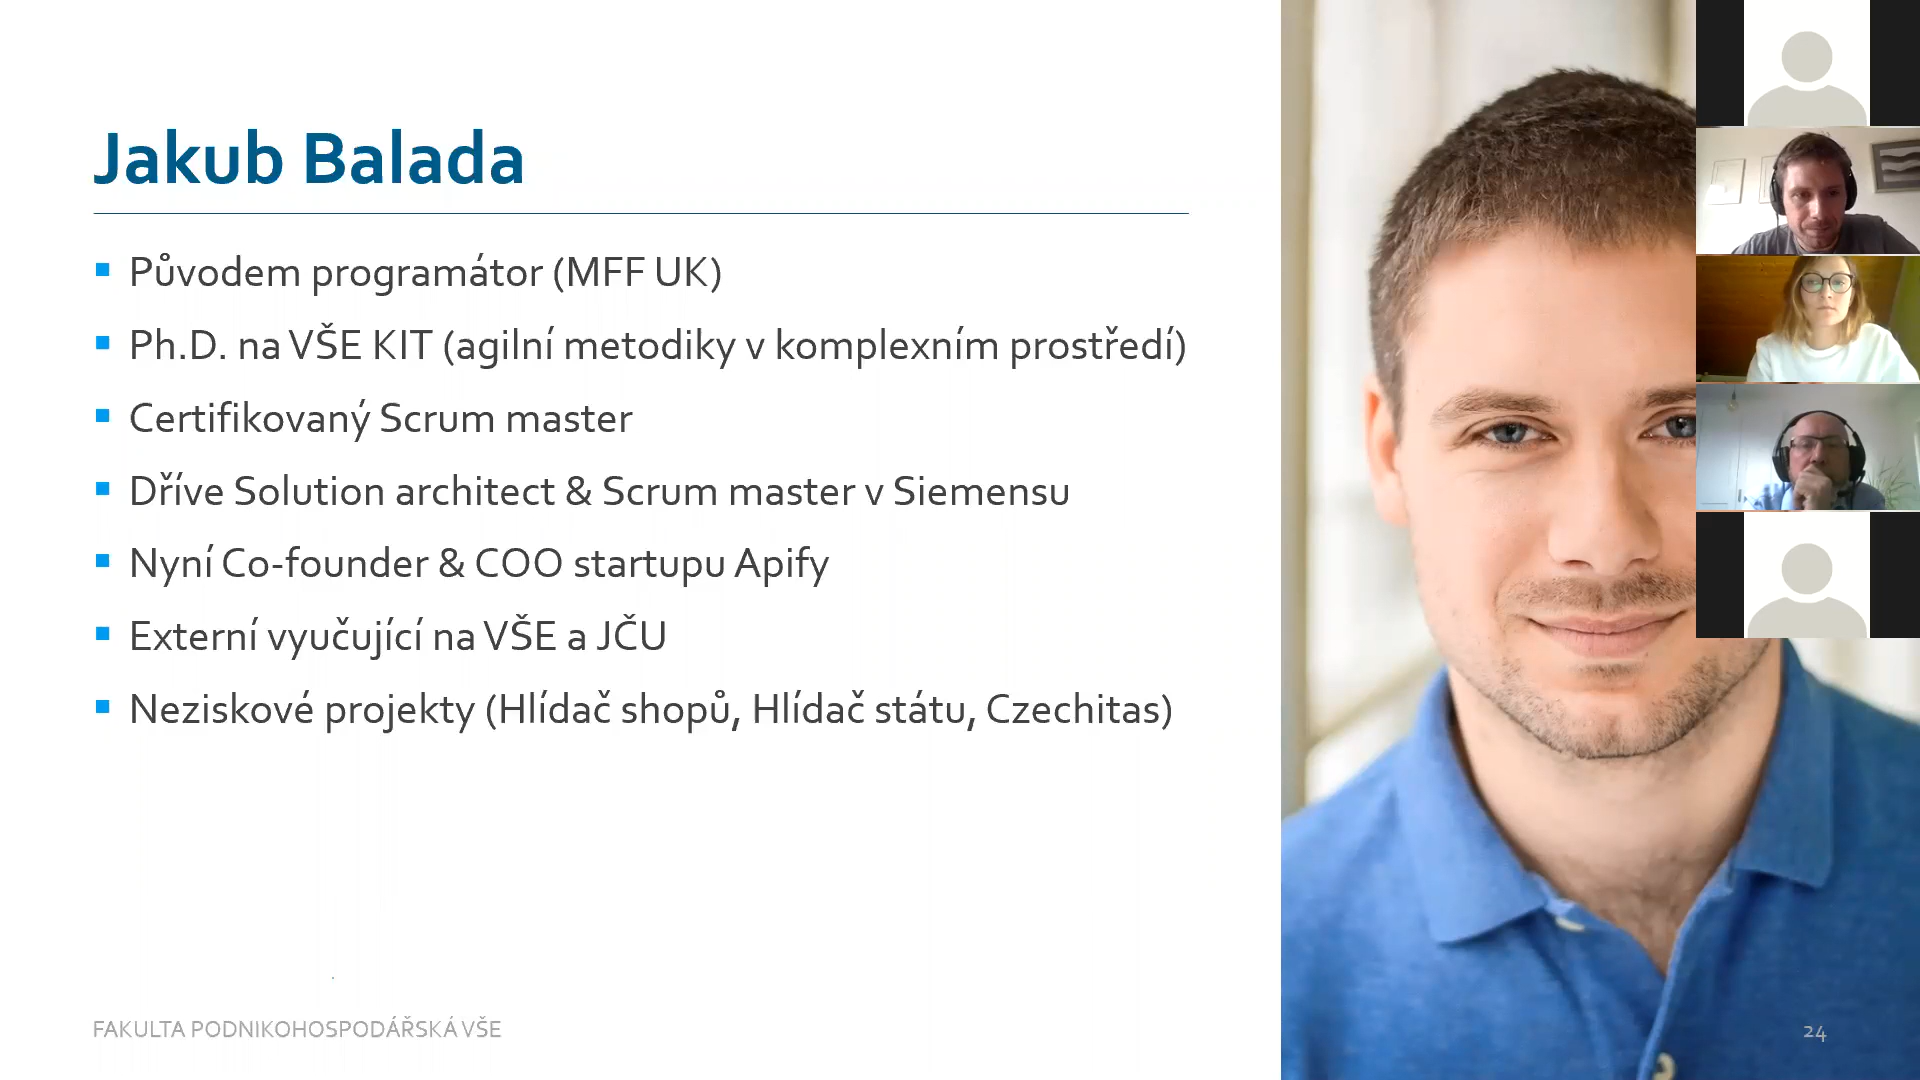 Jakub Balada
Původem programátor (MFF UK)
Ph.D. na VŠE KIT (agilní metodiky v komplexním prostředí)
Certifikovaný Scrum master
Dříve Solution architect & Scrum master v Siemensu
Nyní Co-founder & COO startupu Apify
Externí vyučující na VŠE a JČU
Neziskové projekty (Hlídač shopů, Hlídač státu, Czechitas)
FAKULTA PODNIKOHOSPODÁŘSKÁ VŠE
24